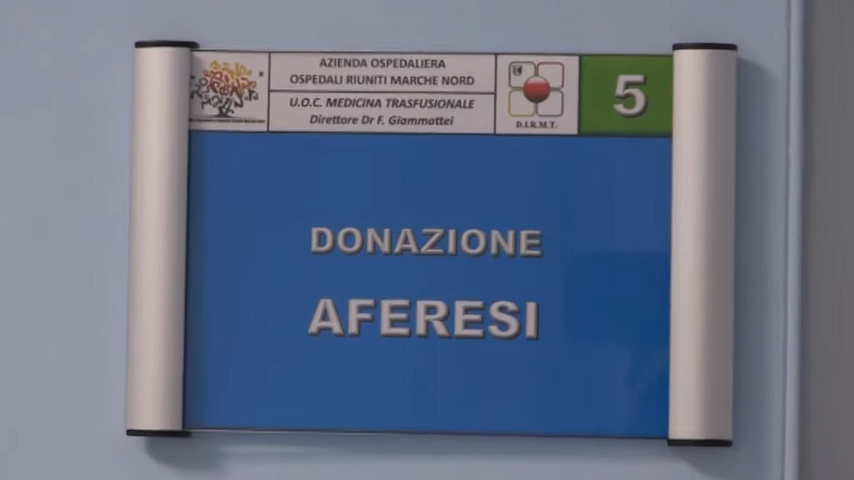 AZIENDA OSPEDALIERA
OSPEDALI RIUNITI MARCHE NORD
U.O.C. MEDICINA TRASFUSIONALE
Direttore Dr F. Giammattei
D.I.R.M.T.
5
DONAZIONE
AFERESI